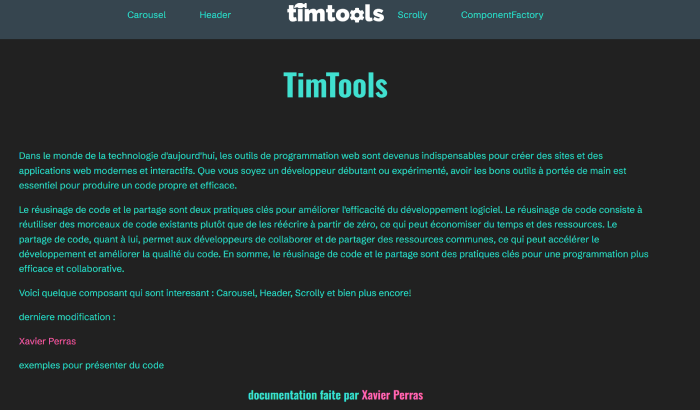 Carousel Header timtools Scrolly ComponentFactory
TimTools
Dans le monde de la technologie d'aujourd'hui, les outils de programmation web sont devenus indispensables pour créer des sites et des
applications web modernes et interactifs. Que vous soyez un développeur débutant ou expérimenté, avoir les bons outils à portée de main est
essentiel pour produire un code propre et efficace.
Le réusinage de code et le partage sont deux pratiques clés pour améliorer l'efficacité du développement logiciel. Le réusinage de code consiste à
réutiliser des morceaux de code existants plutôt que de les réécrire à partir de zéro, ce qui peut économiser du temps et des ressources. Le
partage de code, quant à lui, permet aux développeurs de collaborer et de partager des ressources communes, ce qui peut accélérer le
développement et améliorer la qualité du code. En somme, le réusinage de code et le partage sont des pratiques clés pour une programmation plus
efficace et collaborative.
Voici quelque composant qui sont interesant : Carousel, Header, Scrolly et bien plus encore!
derniere modification :
Xavier Perras
exemples pour présenter du code
documentation faite par Xavier Perras